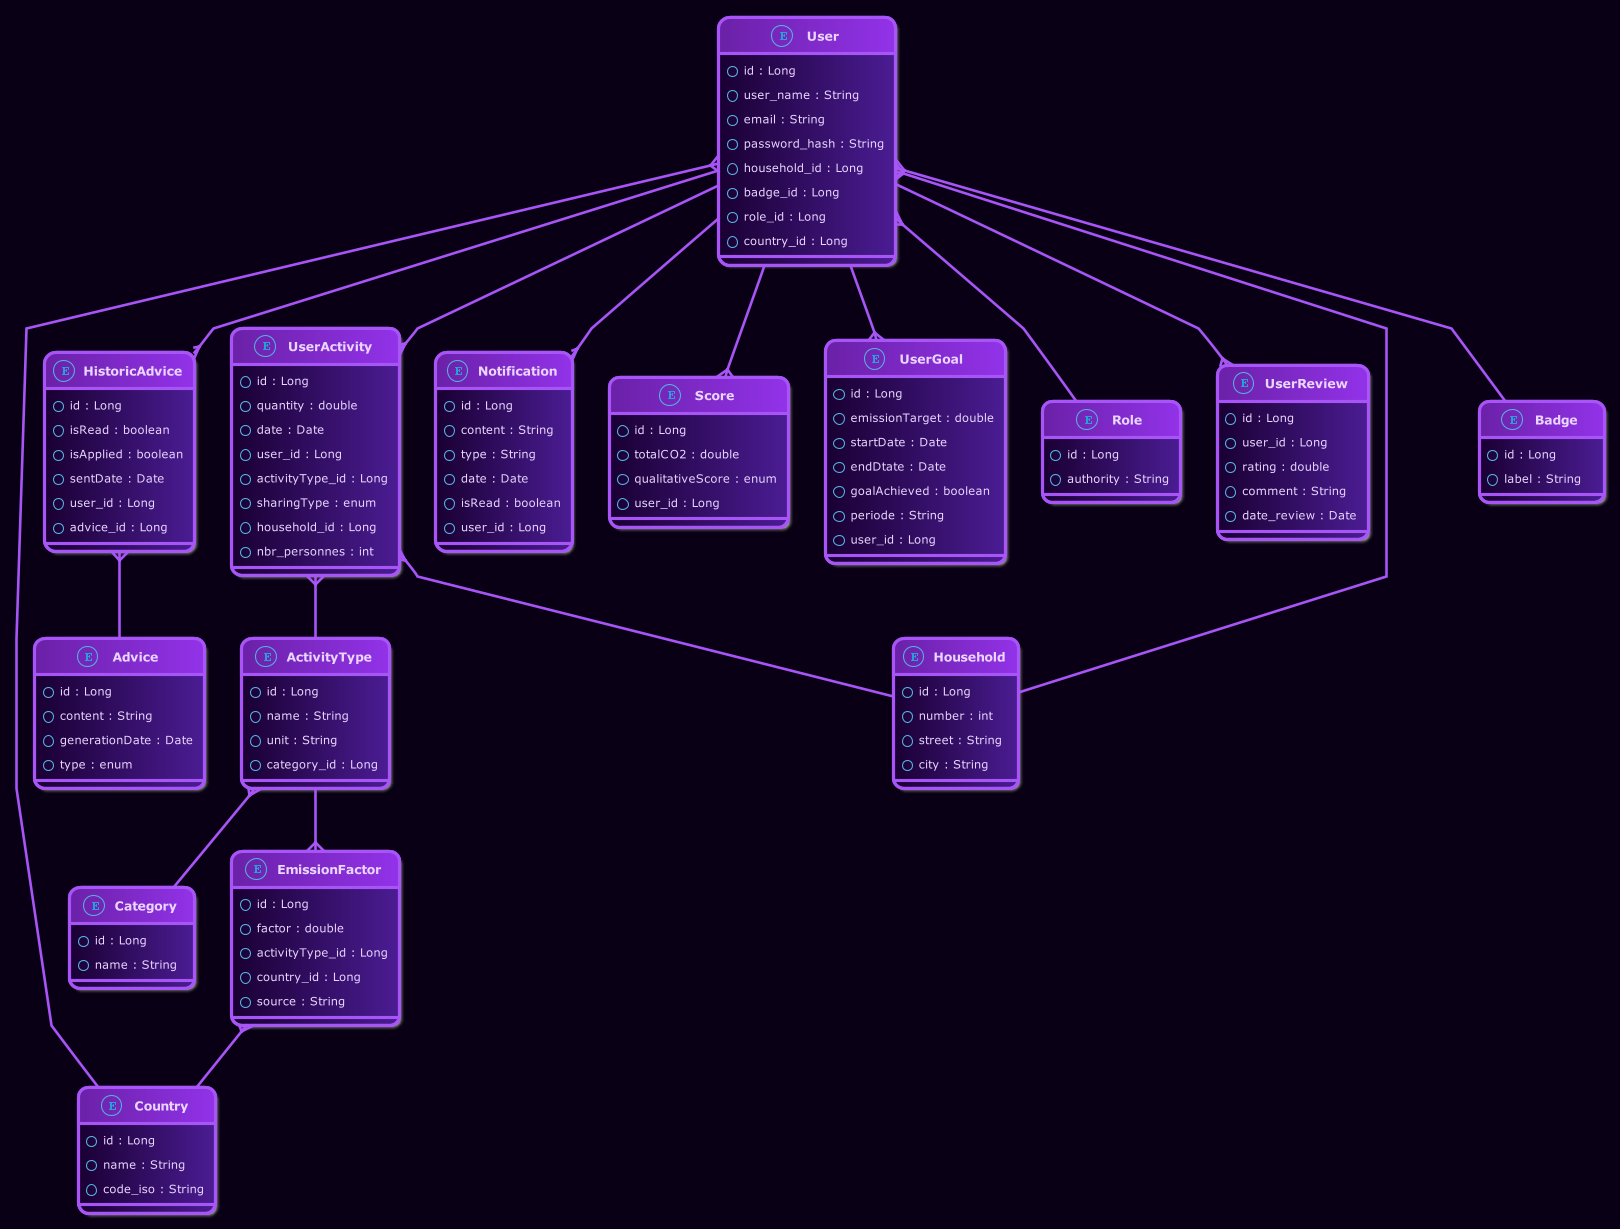 E User
id : Long
user_name : String
email : String
password_hash : String
household_id : Long
badge_id : Long
role_id : Long
country_id : Long
E HistoricAdvice
id : Long
isRead : boolean
isApplied : boolean
sentDate : Date
user_id : Long
advice_id : Long
E UserActivity
id : Long
quantity : double
date : Date
user_id : Long
activityType_id : Long
sharingType : enum
household_id : Long
nbr_personnes : int
E Notification
id : Long
content : String
type : String
date : Date
isRead : boolean
user_id : Long
E Score
id : Long
totalCO2 : double
qualitativeScore : enum
user_id : Long
E UserGoal
id : Long
emissionTarget : double
startDate : Date
endDtate : Date
goalAchieved : boolean
periode : String
user_id : Long
E Role
id : Long
authority : String
E UserReview
id : Long
user_id : Long
rating : double
comment : String
date_review : Date
E Badge
id : Long
label : String
E Advice
id : Long
content : String
generationDate : Date
type : enum
E ActivityType
id : Long
name : String
unit : String
category_id : Long
E Household
id : Long
number : int
street : String
city : String
E Category
id : Long
name : String
E EmissionFactor
id : Long
factor : double
activityType_id : Long
country_id : Long
source : String
E Country
id : Long
name : String
code_iso : String